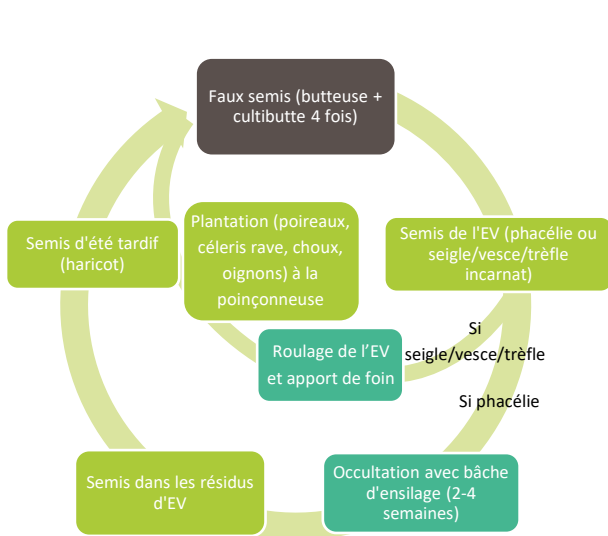 Faux semis (butteuse +
cultibutte 4 fois)
Semis de l'EV (phacélie ou
seigle/vesce/trèfle
incarnat)
Si
seigle/vesce/trèfle
Si phacélie
Roulage de l’EV
et apport de foin
Plantation (poireaux,
céleris rave, choux,
oignons) à la
poinçonneuse
Occultation avec bâche
d'ensilage (2-4
semaines)
Semis dans les résidus
d'EV
Semis d'été tardif
(haricot)